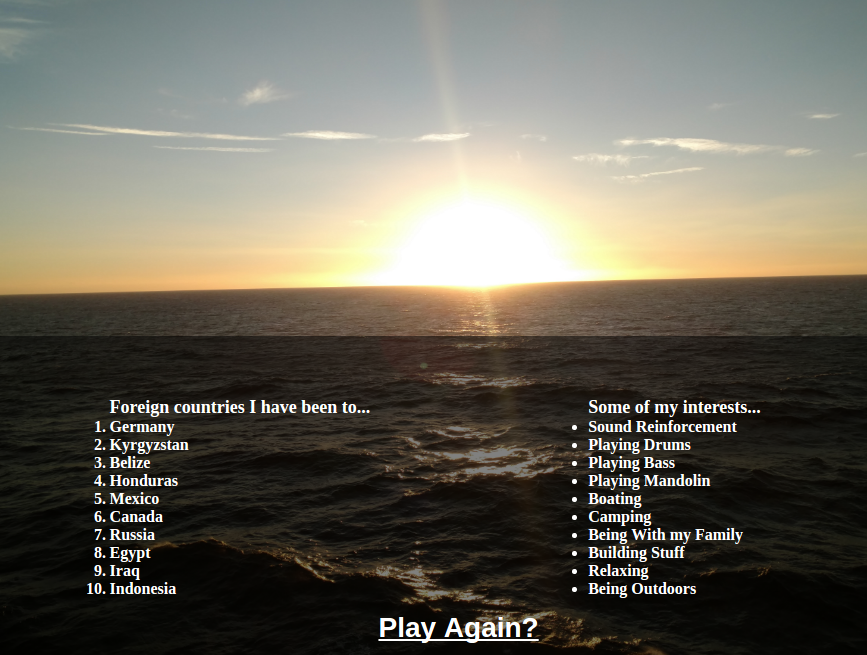 Foreign countries I have been to...
1. Germany
2. Kyrgyzstan
3. Belize
4. Honduras
5. Mexico
6. Canada
7. Russia
8. Egypt
9. Iraq
10. Indonesia
Some of my interests...
• Sound Reinforcement
• Playing Drums
• Playing Bass
• Playing Mandolin
• Boating
• Camping
• Being With my Family
• Building Stuff
• Relaxing
• Being Outdoors
Play Again?